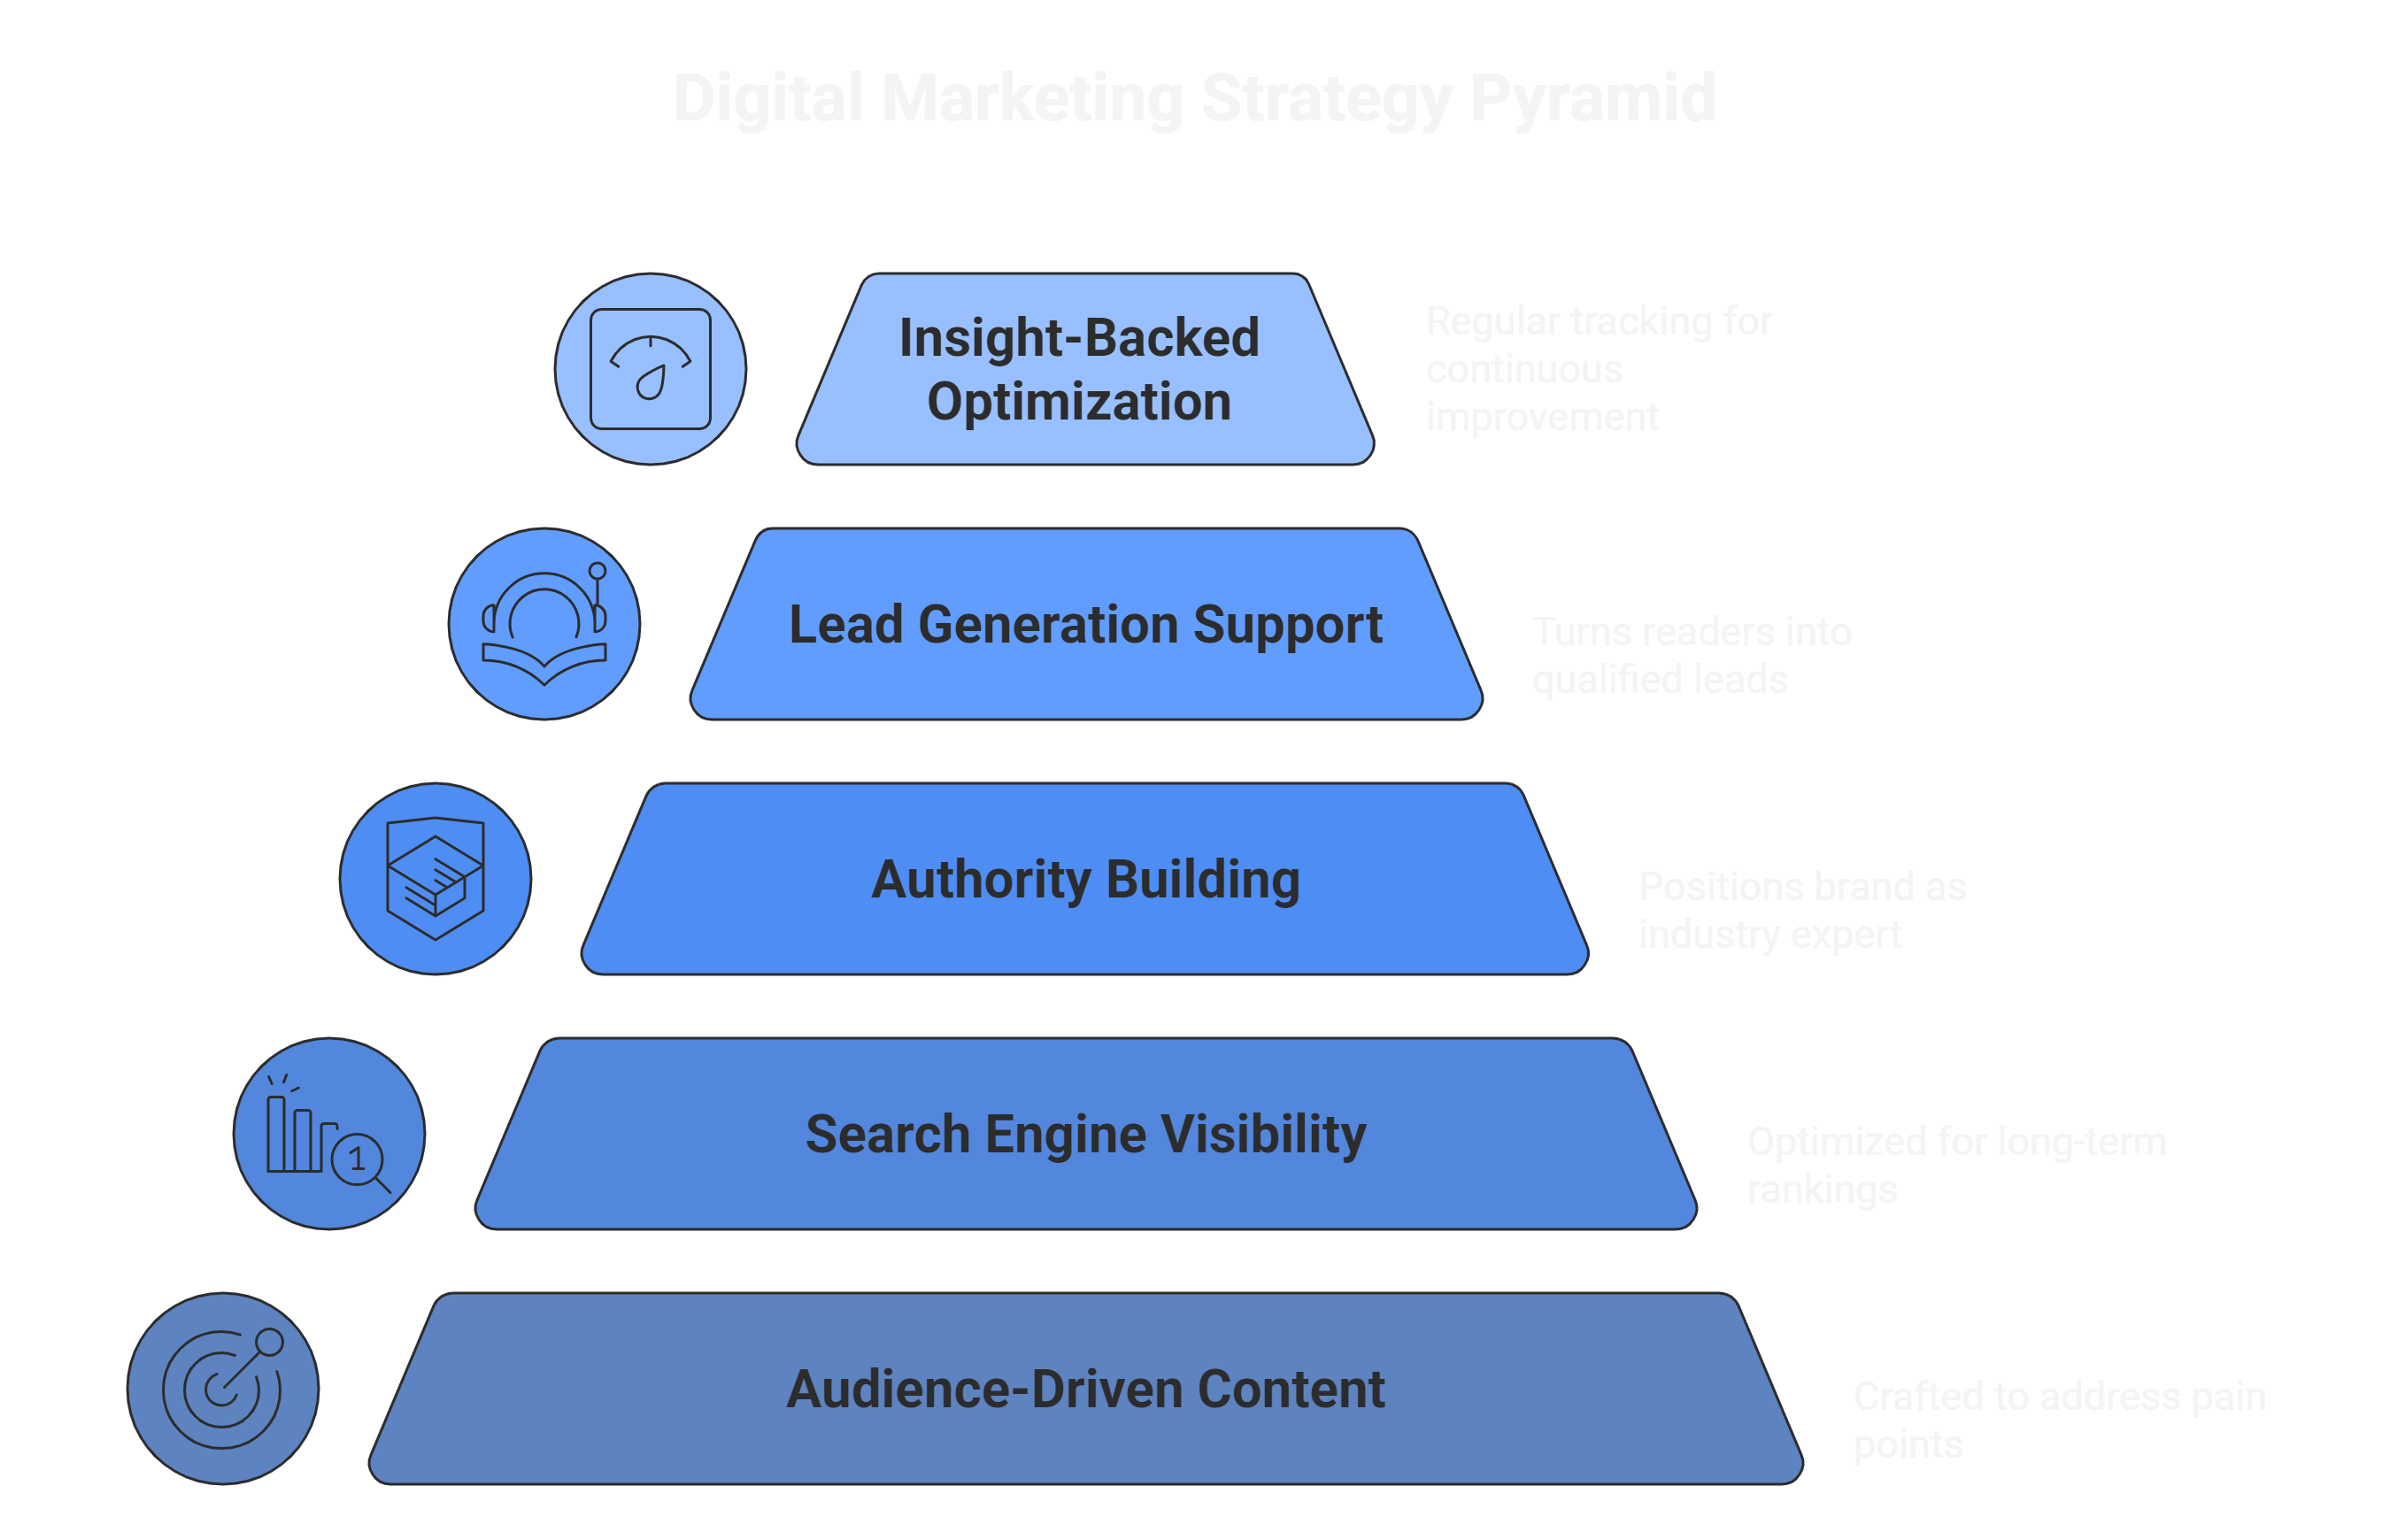 Digital Marketing Strategy Pyramid
Insight-Backed
Optimization
Regular tracking for
continuous
improvement
Lead Generation Support
Turns readers into
qualified leads
Authority Building
Positions brand as
industry expert
1
Search Engine Visibility
Optimized for long-term
rankings
Audience-Driven Content
Crafted to address pain
points